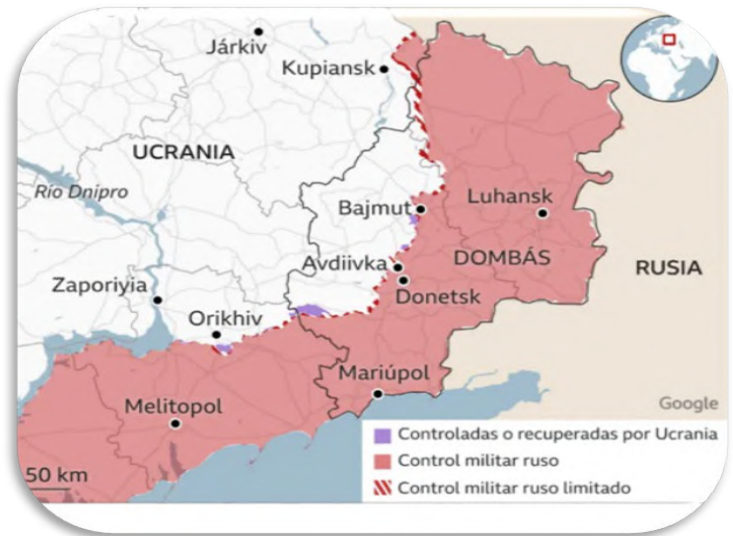 Járkiv
Kupiansk
UCRANIA
Río Dnipro
Bajmut
Luhansk
Avdiivka
DOMBÁS
RUSIA
Zaporiyia
Donetsk
Orikhiv
Mariúpol
Melitopol
Google
Controladas o recuperadas por Ucrania
Control militar ruso
50 km
Control militar ruso limitado